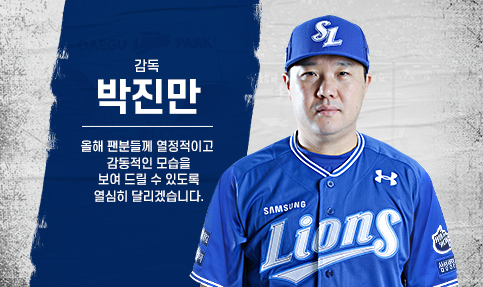 감독
박진만
올해 팬분들께 열정적이고
감동적인 모습을
보여 드릴 수 있도록
열심히 달리겠습니다.
SL
SAMSUNG
Lions